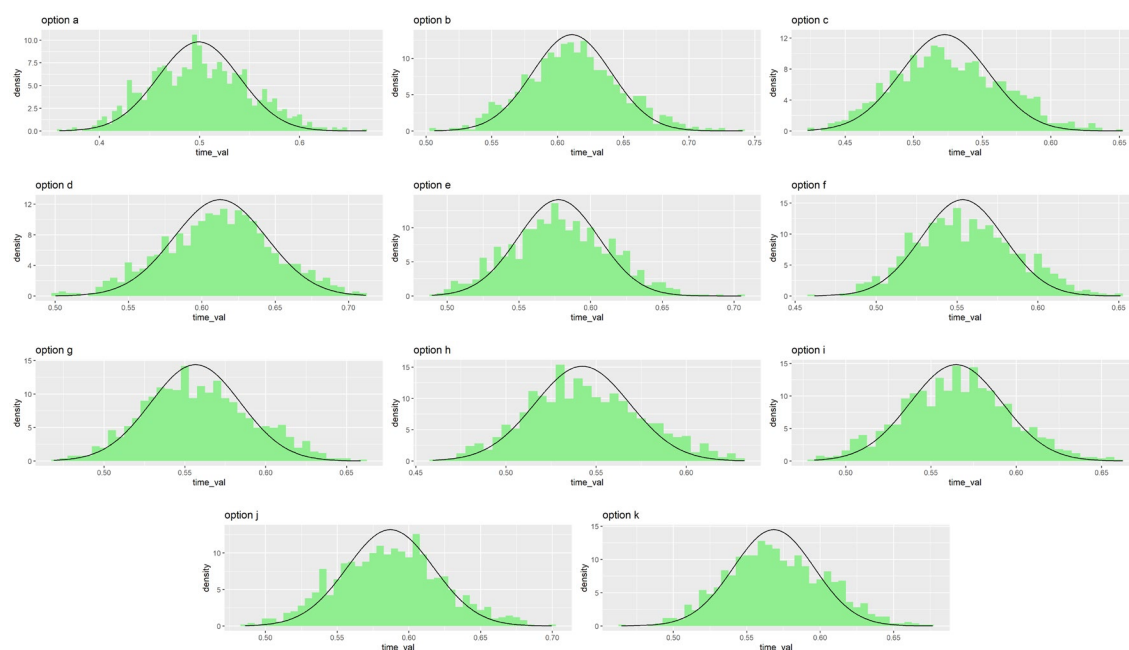 option a
10.0
7.5
5.0
2.5
0.0
density
0.4 0.5 0.6
time_val
option b
10
5
0
density
0.50 0.55 0.60 0.65 0.70 0.75
time_val
option c
12
8
4
0
density
0.45 0.50 0.55 0.60 0.65
time_val
option d
12
8
4
0
density
0.50 0.55 0.60 0.65 0.70
time_val
option e
10
5
0
density
0.50 0.55 0.60 0.65 0.70
time_val
option f
15
10
5
0
density
0.45 0.50 0.55 0.60 0.65
time_val
option g
15
10
5
0
density
0.50 0.55 0.60 0.65
time_val
option h
15
10
5
0
density
0.45 0.50 0.55 0.60
time_val
option i
15
10
5
0
density
0.50 0.55 0.60 0.65
time_val
option j
10
5
0
density
0.50 0.55 0.60 0.65 0.70
time_val
option k
15
10
5
0
density
0.50 0.55 0.60 0.65
time_val